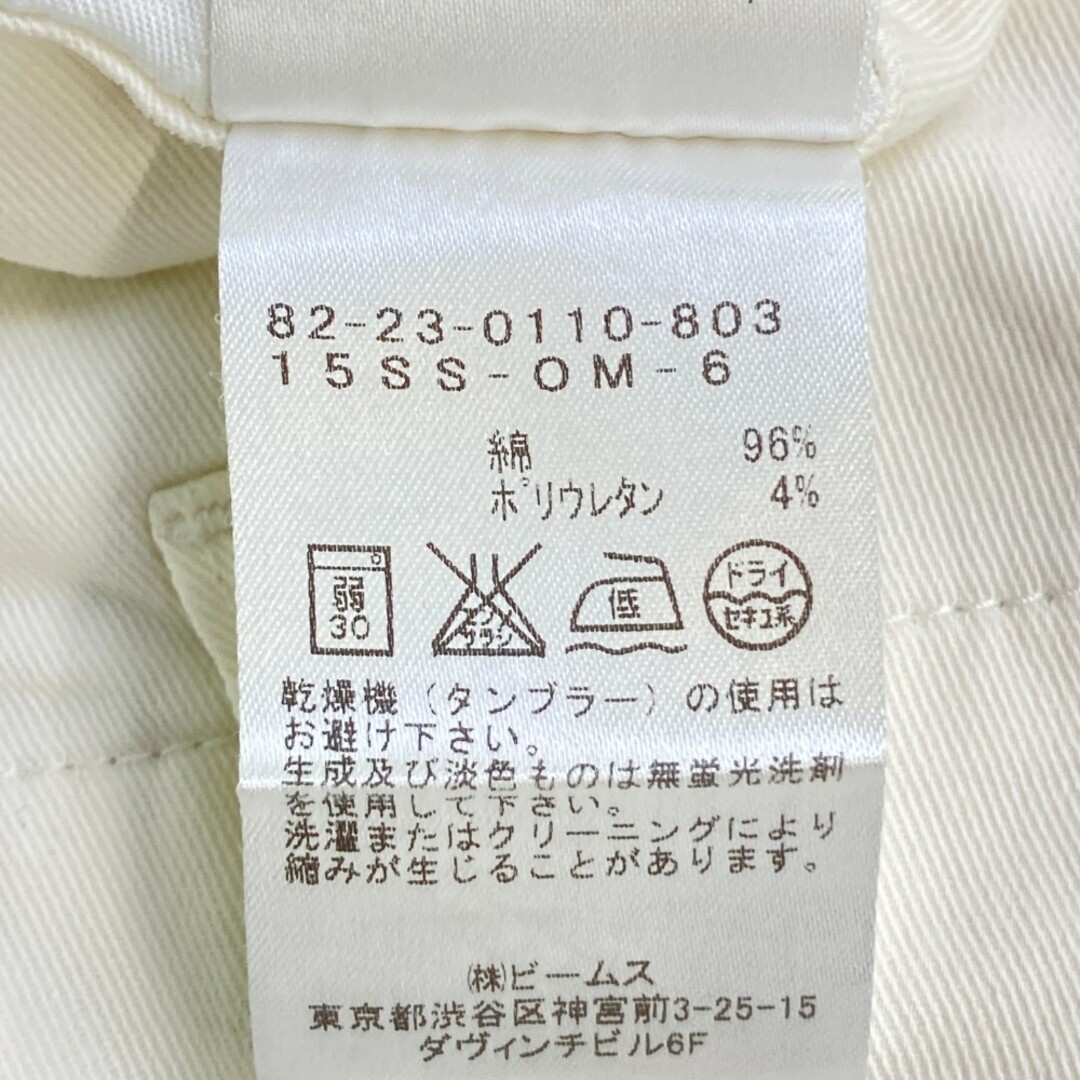 82-23-0110-803
15SS-OM-6
綿 96%
ポリウレタン 4%
弱
30
エンソ
サラシ
低
ドライ
セキユ系
乾燥機（タンブラー）の使用は
お避け下さい。
生成及び淡色ものは無蛍光洗剤
を使用して下さい。
洗濯またはクリーニングにより
縮みが生じることがあります。
㈱ビームス
東京都渋谷区神宮前3-25-15
ダヴィンチビル6F